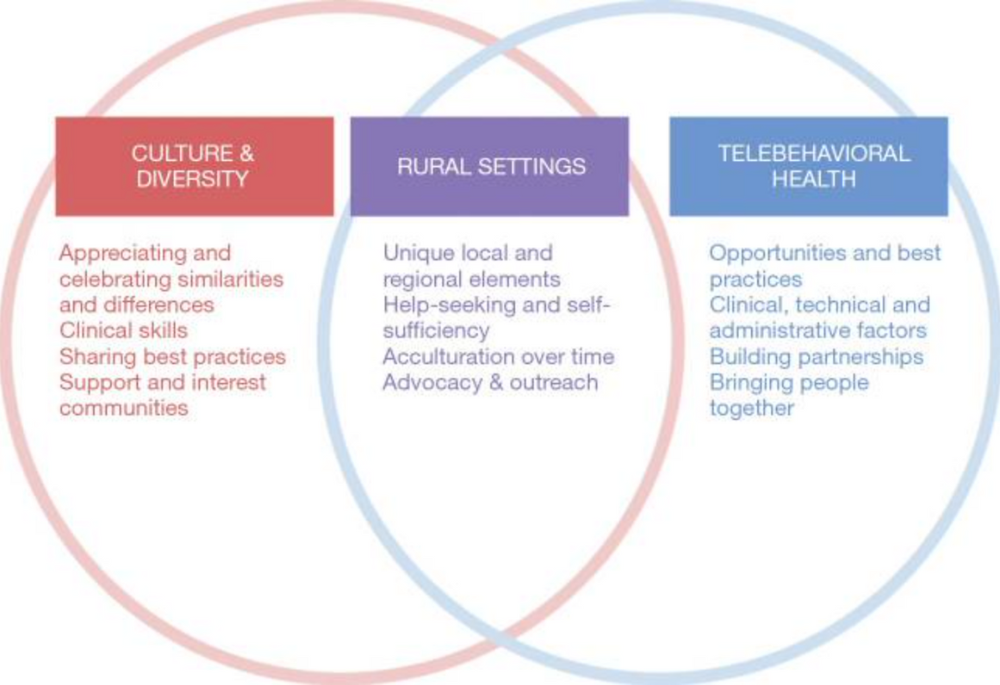 CULTURE &
DIVERSITY
Appreciating and
celebrating similarities
and differences
Clinical skills
Sharing best practices
Support and interest
communities
RURAL SETTINGS
Unique local and
regional elements
Help-seeking and self-
sufficiency
Acculturation over time
Advocacy & outreach
TELEBEHAVIORAL
HEALTH
Opportunities and best
practices
Clinical, technical and
administrative factors
Building partnerships
Bringing people
together